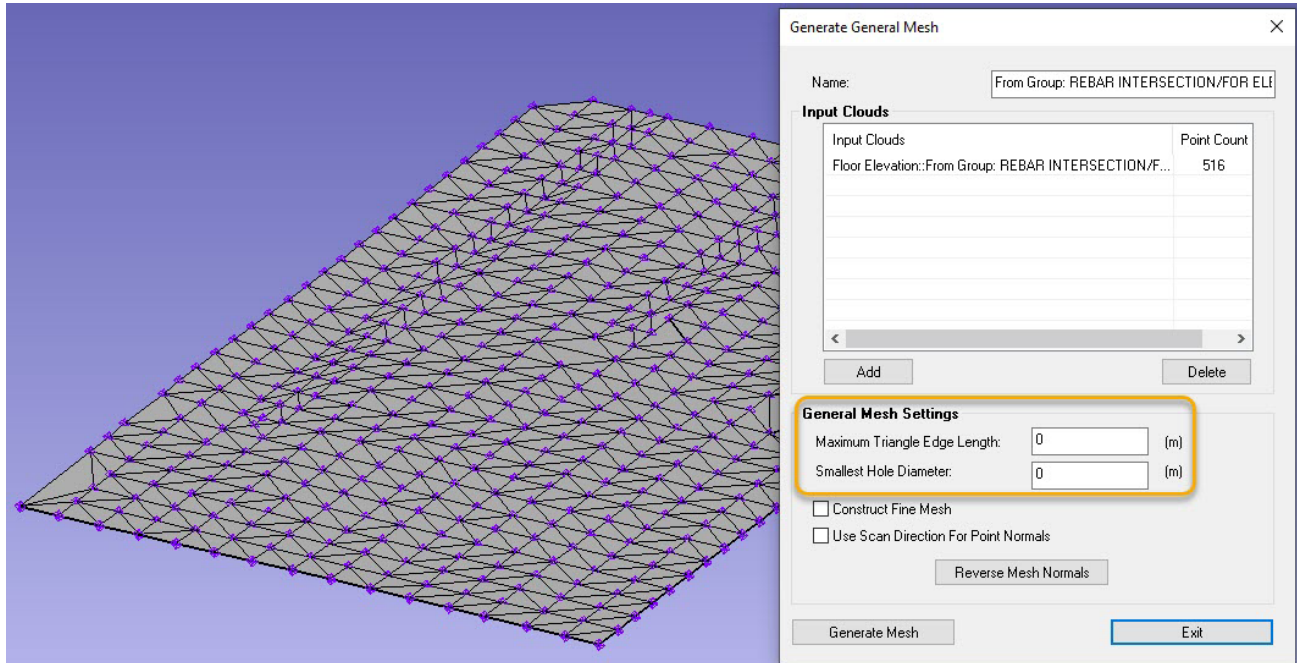 Generate General Mesh
Name: From Group: REBAR INTERSECTION/FOR ELE
Input Clouds
Input Clouds Point Count
Floor Elevation::From Group: REBAR INTERSECTION/F... 516
Add Delete
General Mesh Settings
Maximum Triangle Edge Length: 0 (m)
Smallest Hole Diameter: 0 (m)
Construct Fine Mesh
Use Scan Direction For Point Normals
Reverse Mesh Normals
Generate Mesh Exit